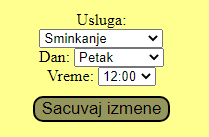 Usluga:
Sminkanje
Dan: Petak
Vreme: 12:00
Sacuvaj izmene